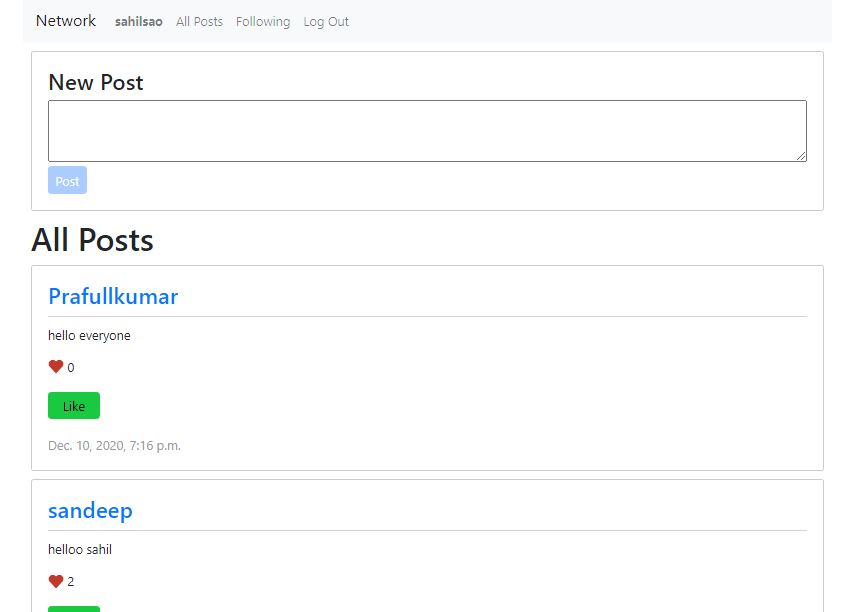 Network sahilsao All Posts Following Log Out
New Post
Post
All Posts
Prafullkumar
hello everyone
0
Like
Dec. 10, 2020, 7:16 p.m.
sandeep
helloo sahil
2